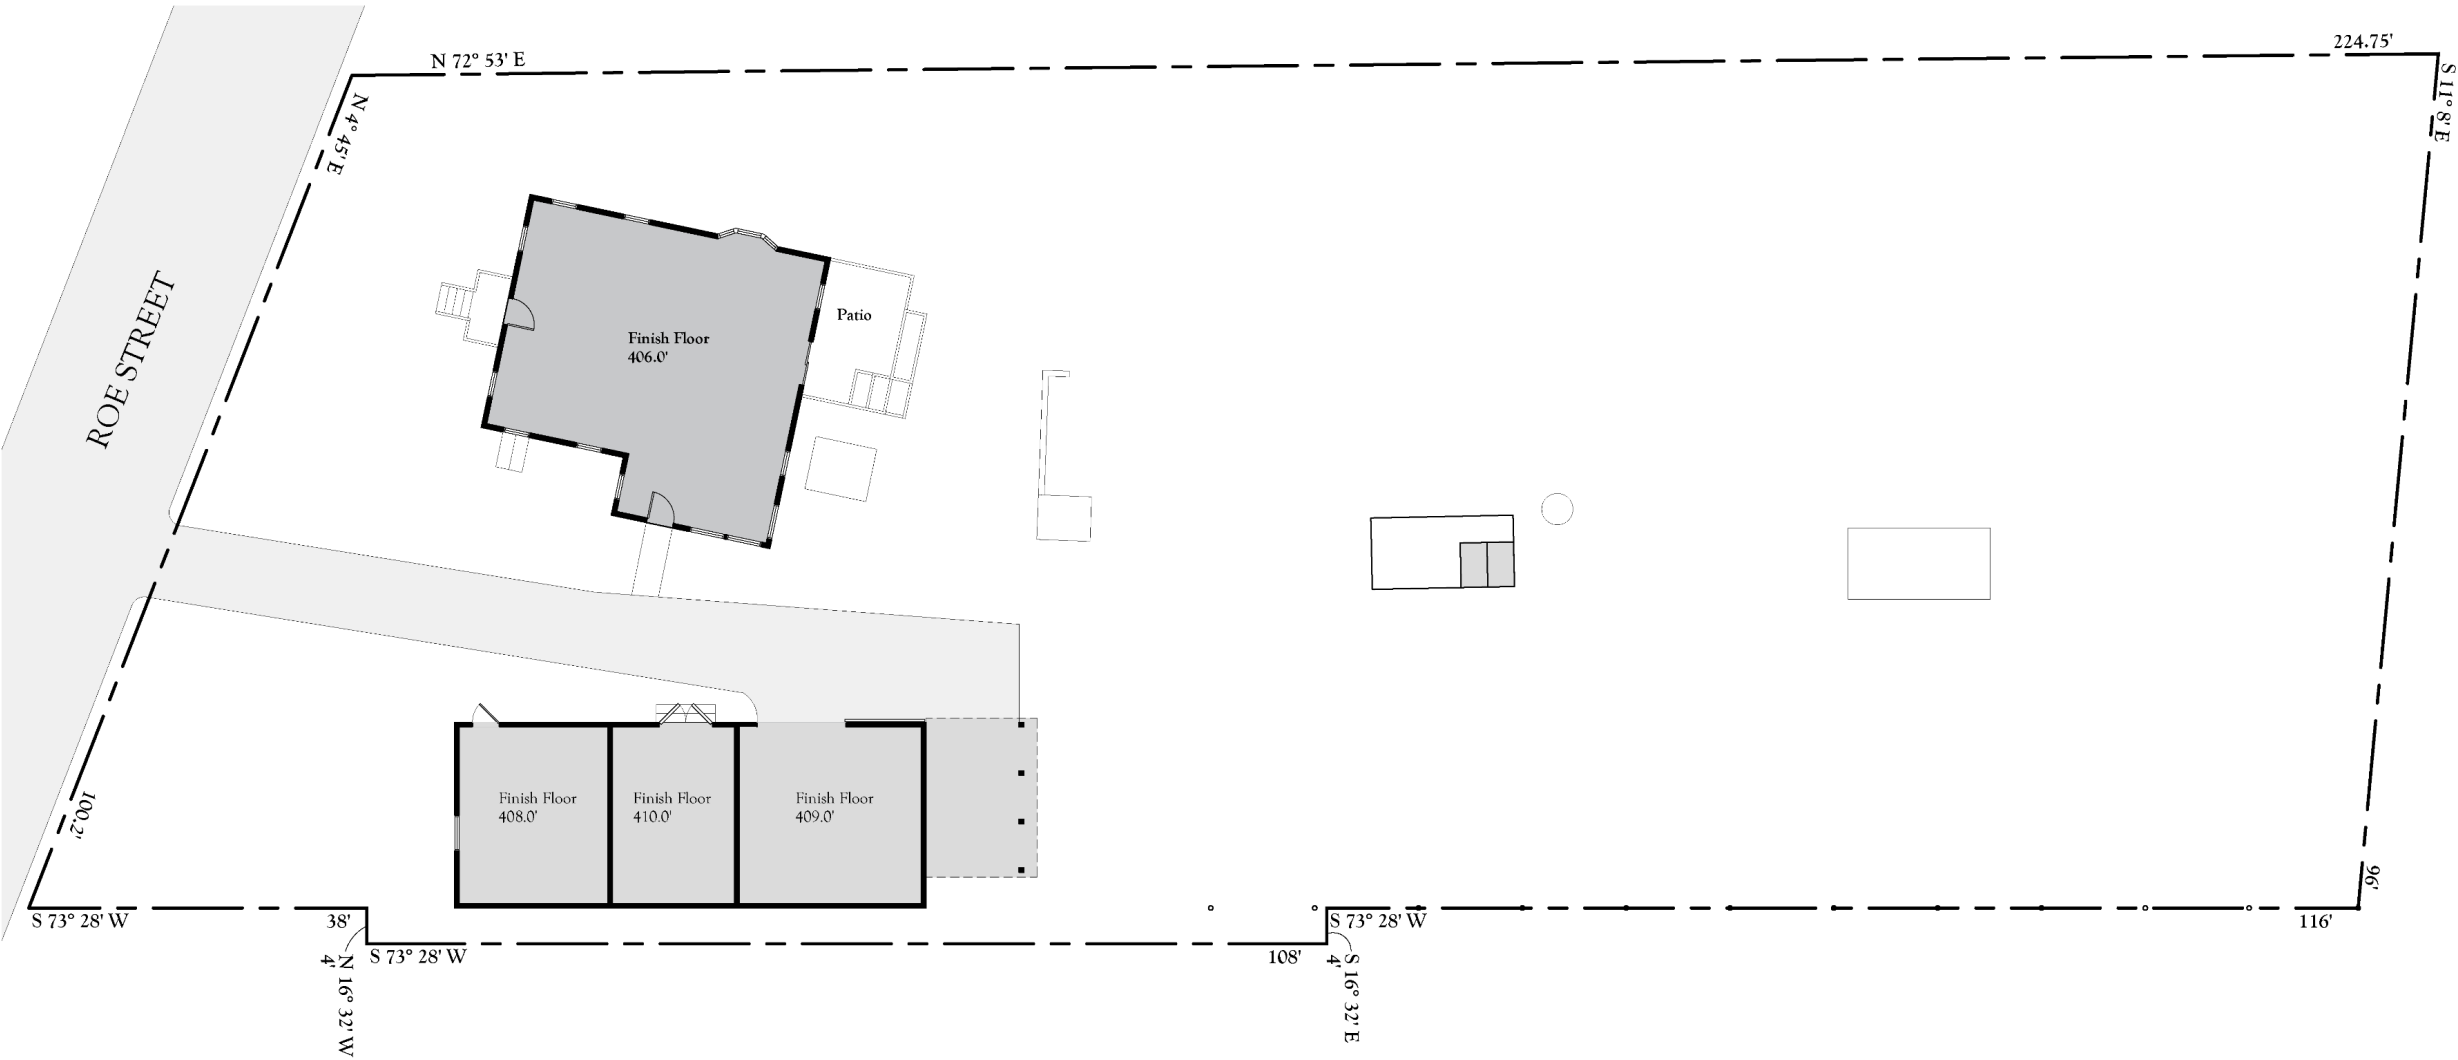 N 72° 53' E
224.75'
N 4° 45' E
S 11° 8' E
ROE STREET
Patio
Finish Floor
406.0'
Finish Floor
408.0'
Finish Floor
410.0'
Finish Floor
409.0'
100.2'
96'
S 73° 28' W
38'
S 73° 28' W
116'
S 73° 28' W
108'
N 16° 32' W
4'
S 16° 32' E
4'